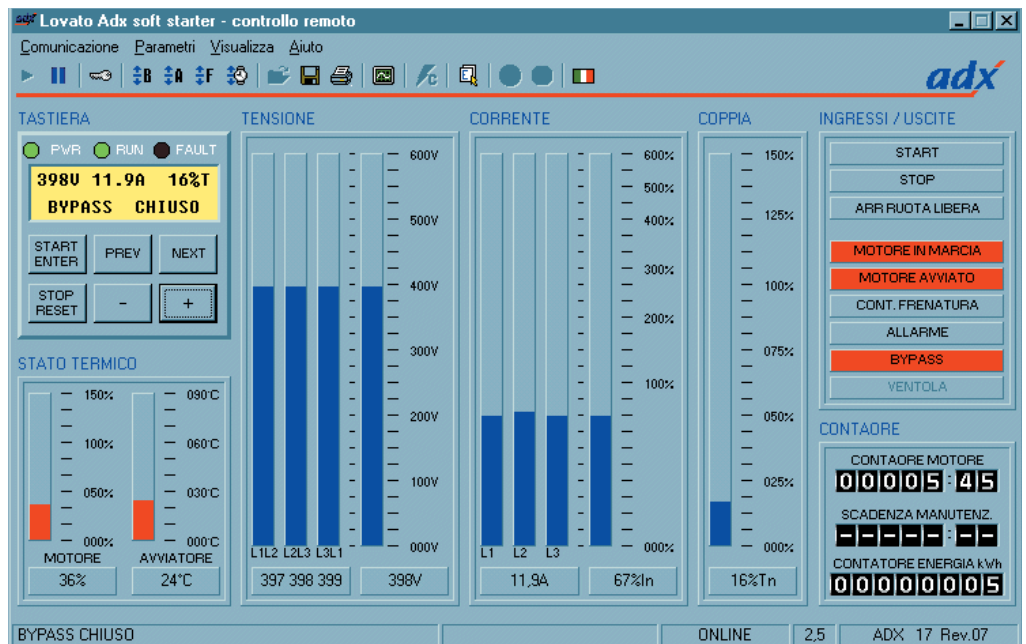 adx Lovato Adx soft starter - controllo remoto
Comunicazione Parametri Visualizza Aiuto
B A F C
adx
TASTIERA
PWR RUN FAULT
398V 11.9A 16%T
BYPASS CHIUSO
START ENTER PREV NEXT
STOP RESET - +
STATO TERMICO
150% 090°C
100% 060°C
050% 030°C
000% 000°C
MOTORE AVVIATORE
36% 24°C
TENSIONE
600V
500V
400V
300V
200V
100V
000V
L1L2 L2L3 L3L1
397 398 399 398V
CORRENTE
600%
500%
400%
300%
200%
100%
000%
L1 L2 L3
11,9A 67%In
COPPIA
150%
125%
100%
075%
050%
025%
000%
16%Tn
INGRESSI / USCITE
START
STOP
ARR RUOTA LIBERA
MOTORE IN MARCIA
MOTORE AVVIATO
CONT. FRENATURA
ALLARME
BYPASS
VENTOLA
CONTAORE
CONTAORE MOTORE
00005:45
SCADENZA MANUTENZ.
-----:--
CONTATORE ENERGIA kWh
00000005
BYPASS CHIUSO ONLINE 2,5 ADX 17 Rev.07